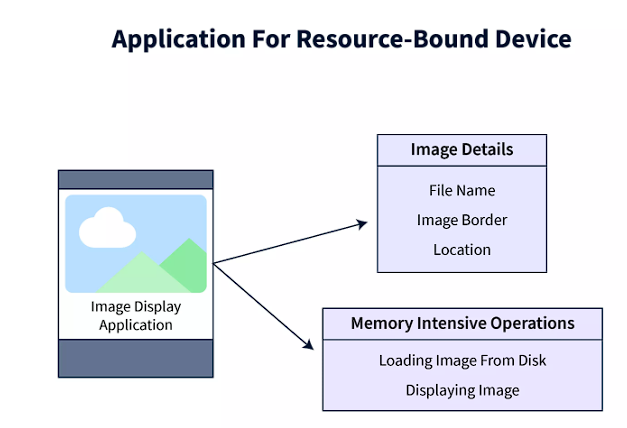 Application For Resource-Bound Device
Image Details
File Name
Image Border
Location
Image Display
Application
Memory Intensive Operations
Loading Image From Disk
Displaying Image